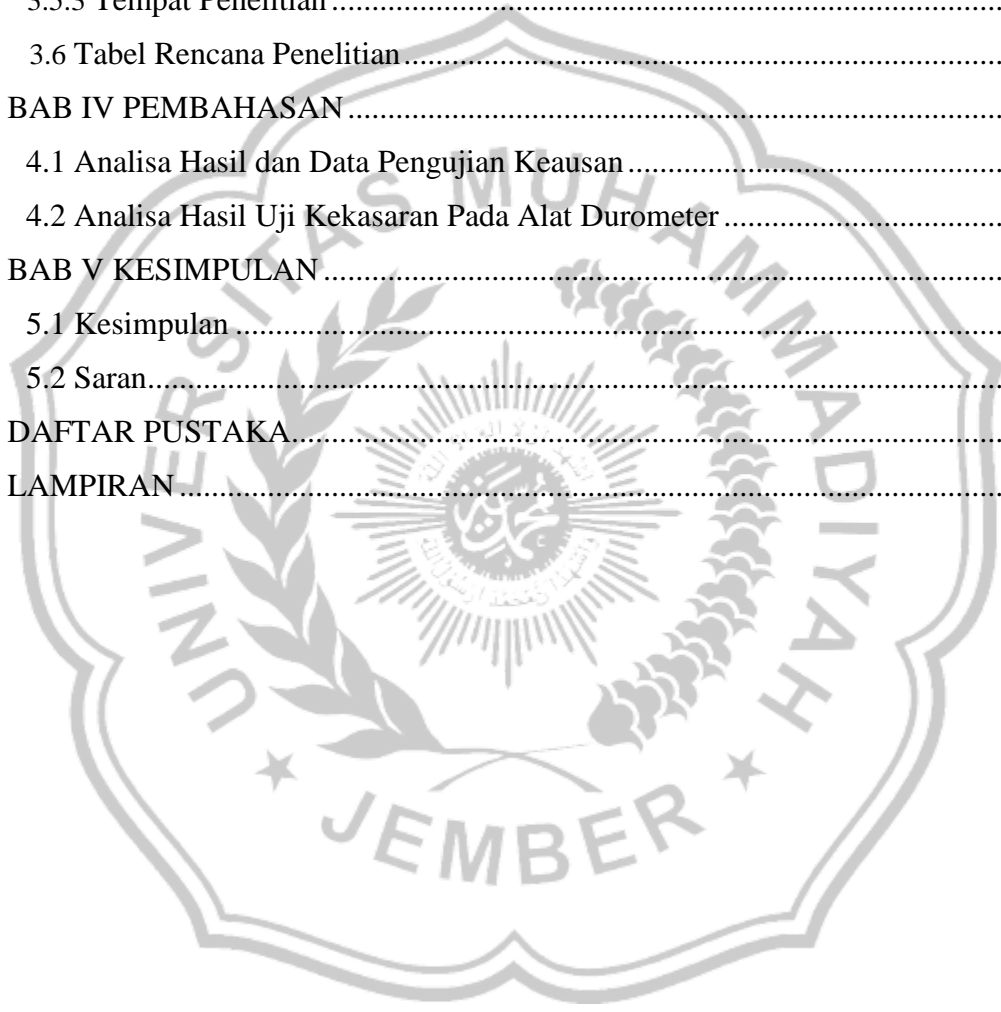 3.5.3 Tempat Penelitian........................................................................................
3.6 Tabel Rencana Penelitian................................................................................
BAB IV PEMBAHASAN.......................................................................................
4.1 Analisa Hasil dan Data Pengujian Keausan.................................................
4.2 Analisa Hasil Uji Kekasaran Pada Alat Durometer.....................................
BAB V KESIMPULAN..........................................................................................
5.1 Kesimpulan.....................................................................................................
5.2 Saran................................................................................................................
DAFTAR PUSTAKA..............................................................................................
LAMPIRAN............................................................................................................
UNIVERSITAS MUHAMMADIYAH
JEMBER